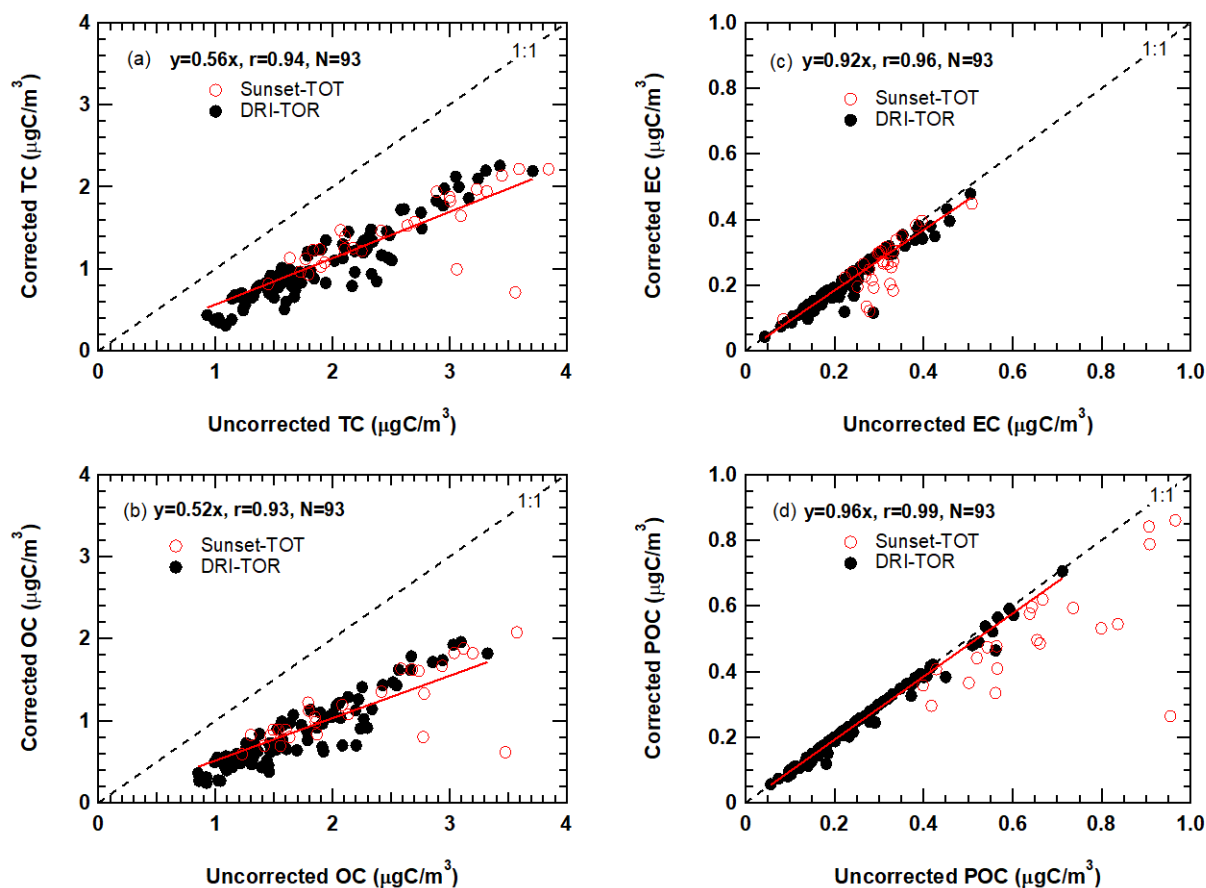 (a) y=0.56x, r=0.94, N=93
Sunset-TOT
DRI-TOR
1:1
4
3
2
1
0
Corrected TC (μgC/m³)
0 1 2 3 4
Uncorrected TC (μgC/m³)
(c) y=0.92x, r=0.96, N=93
Sunset-TOT
DRI-TOR
1:1
1.0
0.8
0.6
0.4
0.2
0
Corrected EC (μgC/m³)
0 0.2 0.4 0.6 0.8 1.0
Uncorrected EC (μgC/m³)
(b) y=0.52x, r=0.93, N=93
Sunset-TOT
DRI-TOR
1:1
4
3
2
1
0
Corrected OC (μgC/m³)
0 1 2 3 4
Uncorrected OC (μgC/m³)
(d) y=0.96x, r=0.99, N=93
Sunset-TOT
DRI-TOR
1:1
1.0
0.8
0.6
0.4
0.2
0
Corrected POC (μgC/m³)
0 0.2 0.4 0.6 0.8 1.0
Uncorrected POC (μgC/m³)